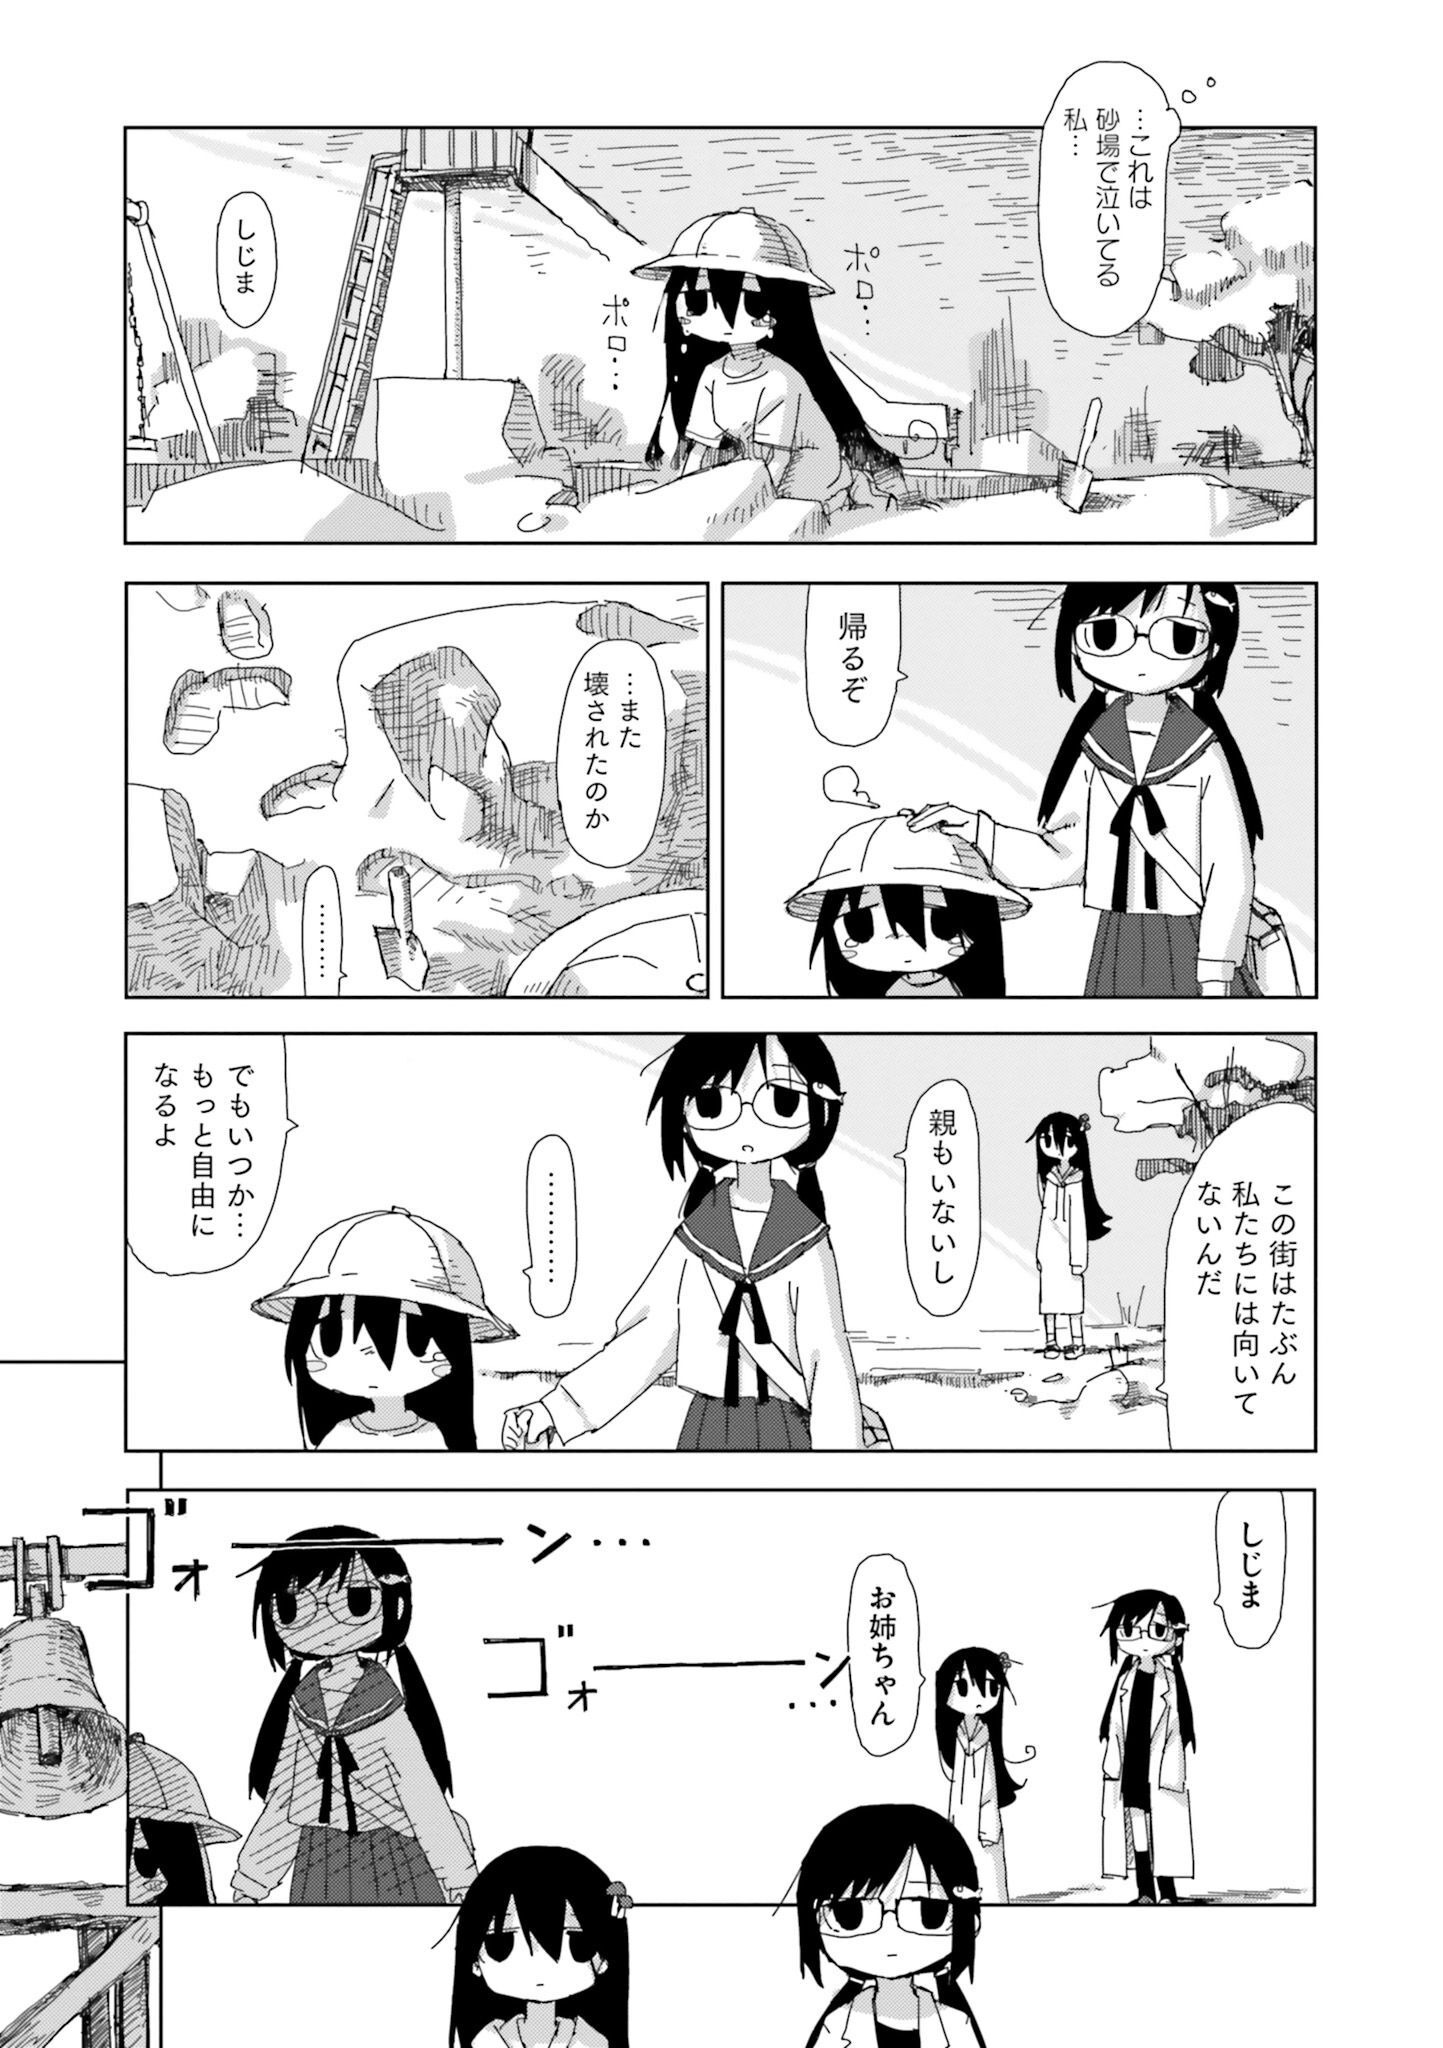 …これは
砂場で泣いてる
私…
ポロ…
ポロ…
しじま
帰るぞ
…また
壊されたのか
………
この街はたぶん
私たちには向いて
ないんだ
親もいないし
…………
でもいつか…
もっと自由に
なるよ
しじま
お姉ちゃん
ゴォーーン…
ゴォーーン…